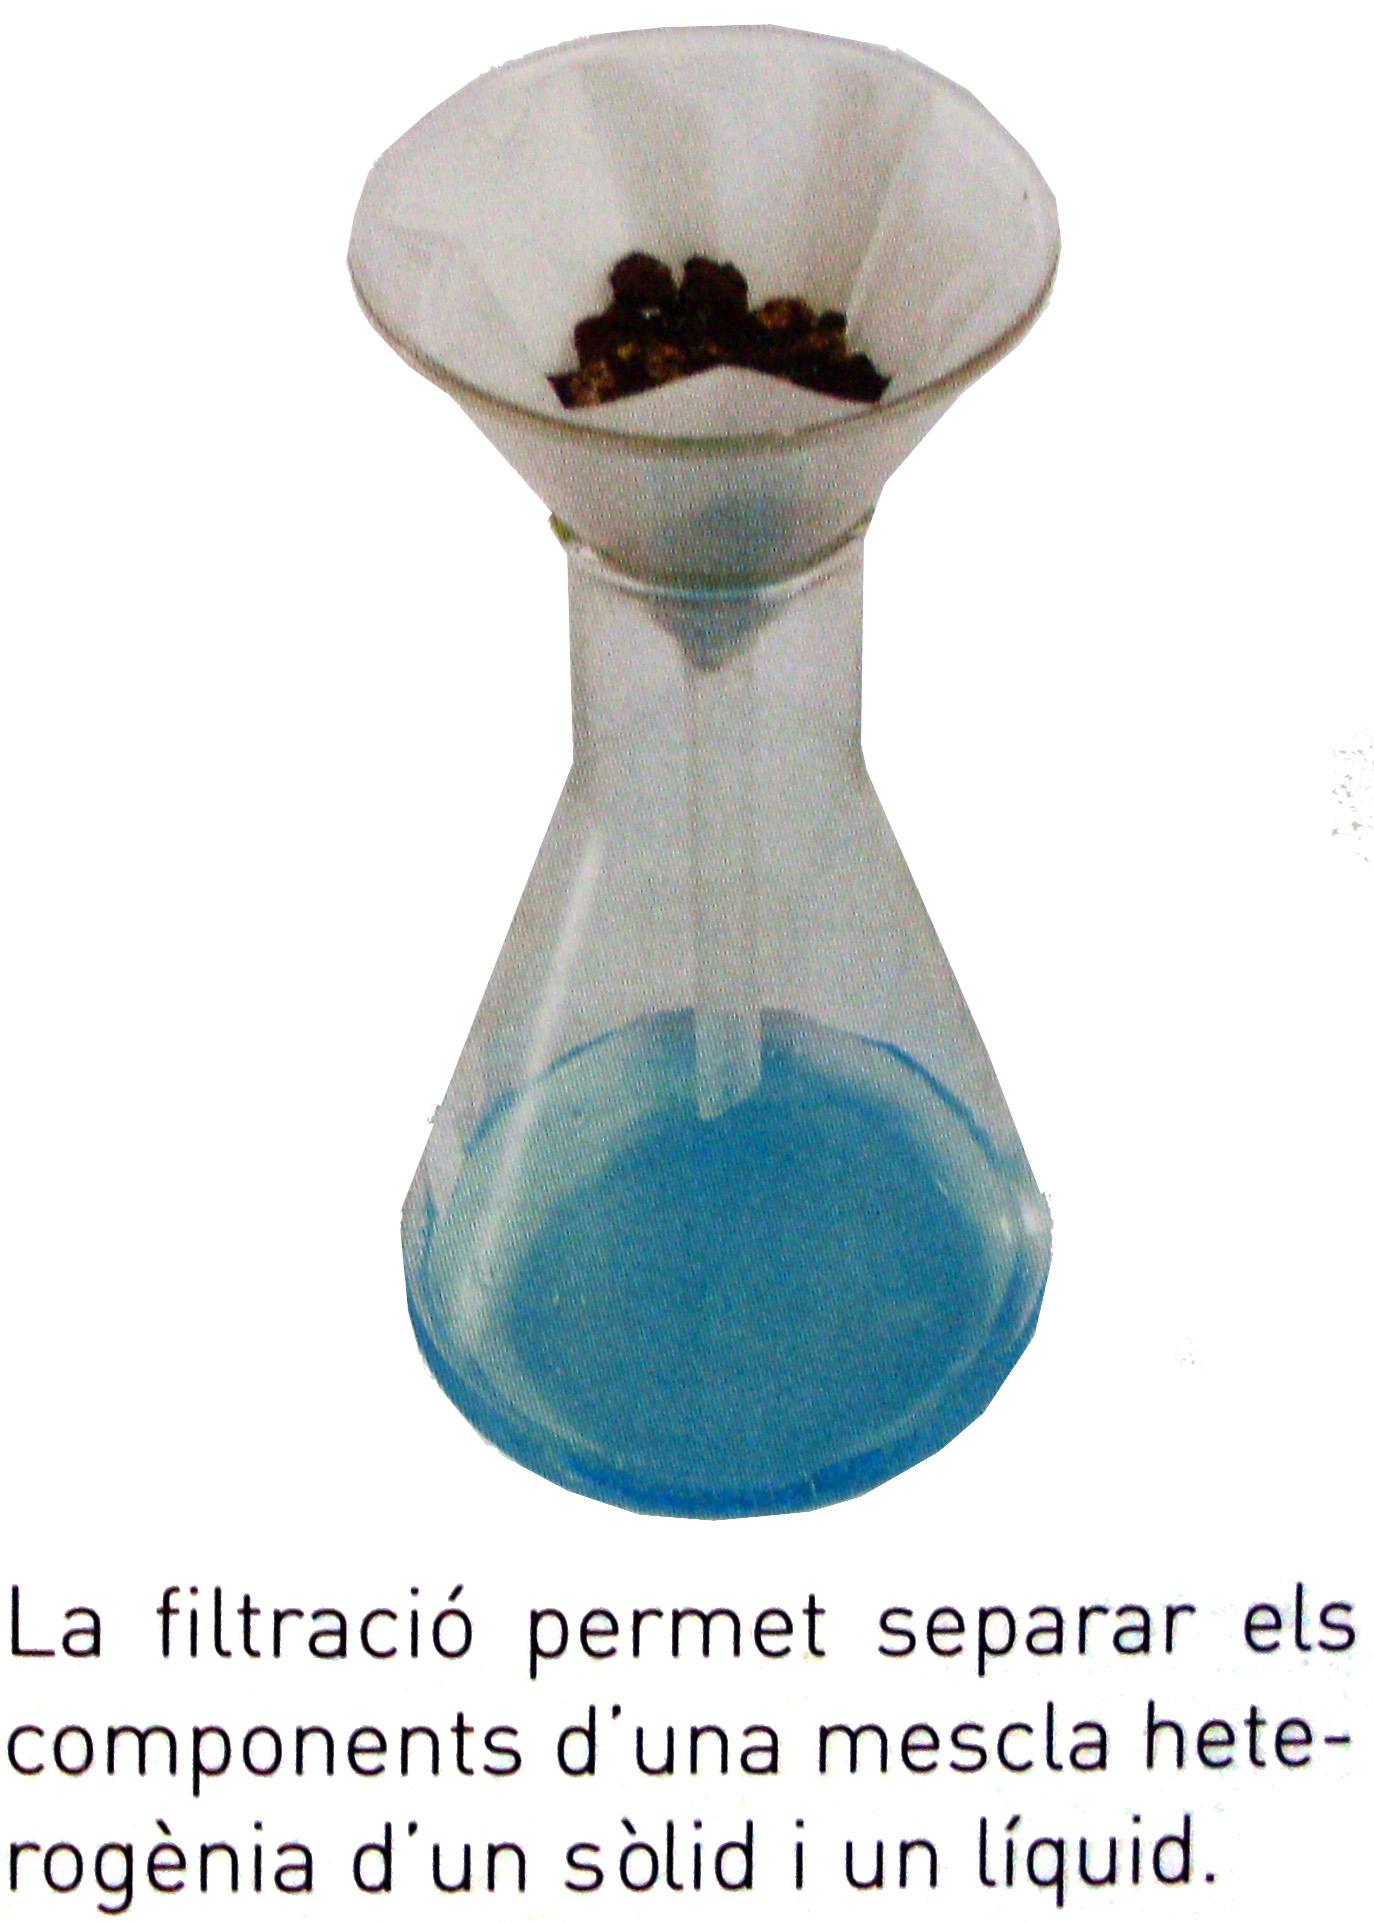 La filtració permet separar els
components d'una mescla hete-
rogènia d'un sòlid i un líquid.